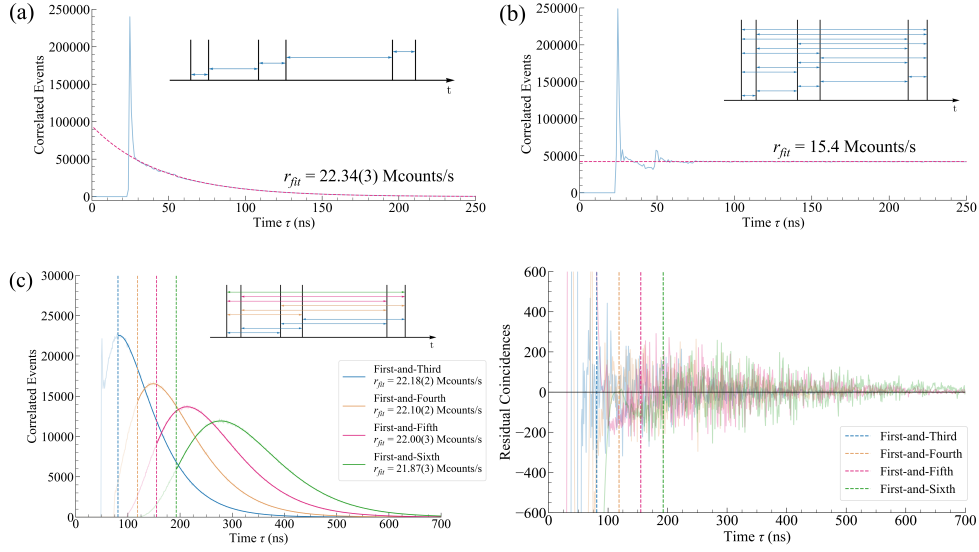 (a)
250000
200000
150000
100000
50000
0
Correlated Events
t
r_fit = 22.34(3) Mcounts/s
0 50 100 150 200 250
Time τ (ns)
(b)
250000
200000
150000
100000
50000
0
Correlated Events
t
r_fit = 15.4 Mcounts/s
0 50 100 150 200 250
Time τ (ns)
(c)
30000
25000
20000
15000
10000
5000
0
Correlated Events
t
First-and-Third
r_fit = 22.18(2) Mcounts/s
First-and-Fourth
r_fit = 22.10(2) Mcounts/s
First-and-Fifth
r_fit = 22.00(3) Mcounts/s
First-and-Sixth
r_fit = 21.87(3) Mcounts/s
0 100 200 300 400 500 600 700
Time τ (ns)
600
400
200
0
−200
−400
−600
Residual Coincidences
First-and-Third
First-and-Fourth
First-and-Fifth
First-and-Sixth
0 100 200 300 400 500 600 700
Time τ (ns)